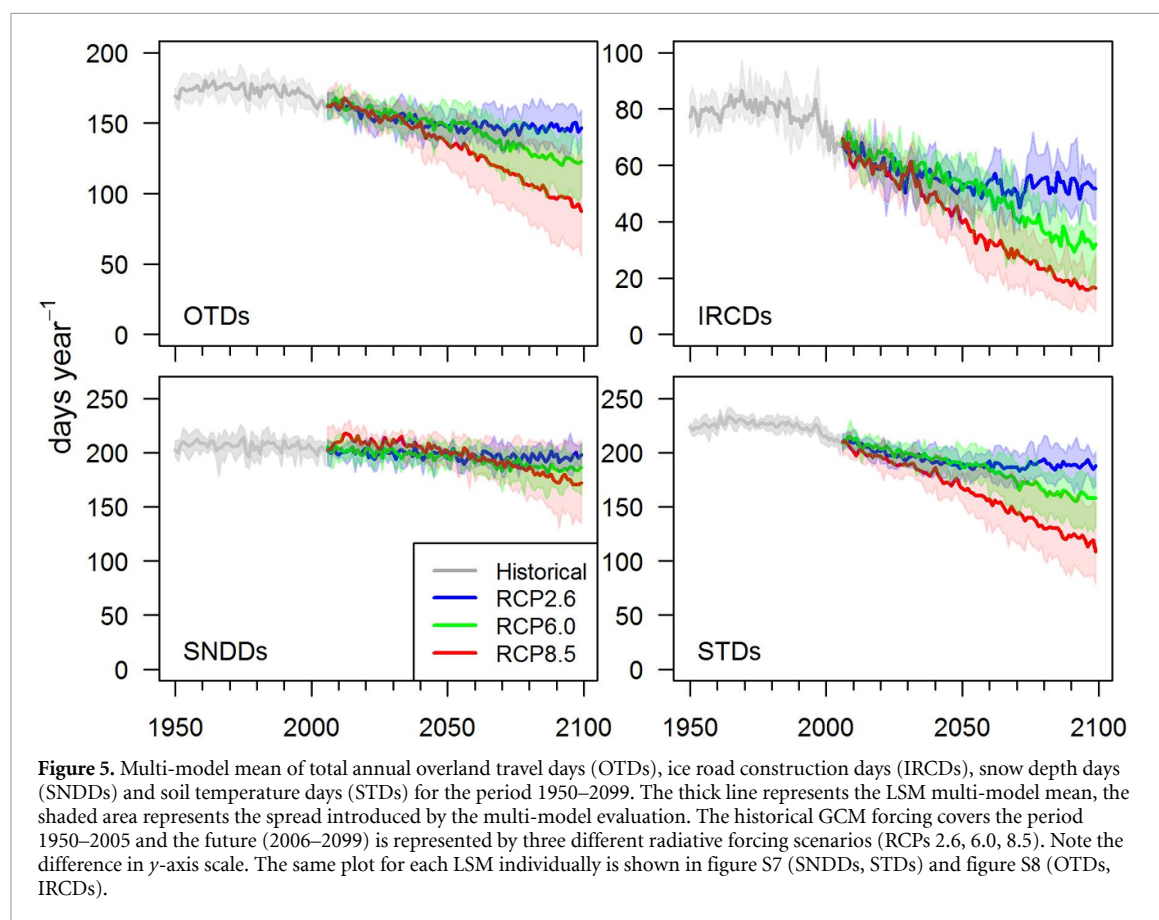 200
150
100
50
0
OTDs
100
80
60
40
20
0
IRCDs
days year⁻¹
250
200
150
100
50
0
SNDDs
Historical
RCP2.6
RCP6.0
RCP8.5
250
200
150
100
50
0
STDs
1950 2000 2050 2100
1950 2000 2050 2100
Figure 5. Multi-model mean of total annual overland travel days (OTDs), ice road construction days (IRCDs), snow depth days
(SNDDs) and soil temperature days (STDs) for the period 1950–2099. The thick line represents the LSM multi-model mean, the
shaded area represents the spread introduced by the multi-model evaluation. The historical GCM forcing covers the period
1950–2005 and the future (2006–2099) is represented by three different radiative forcing scenarios (RCPs 2.6, 6.0, 8.5). Note the
difference in y-axis scale. The same plot for each LSM individually is shown in figure S7 (SNDDs, STDs) and figure S8 (OTDs,
IRCDs).